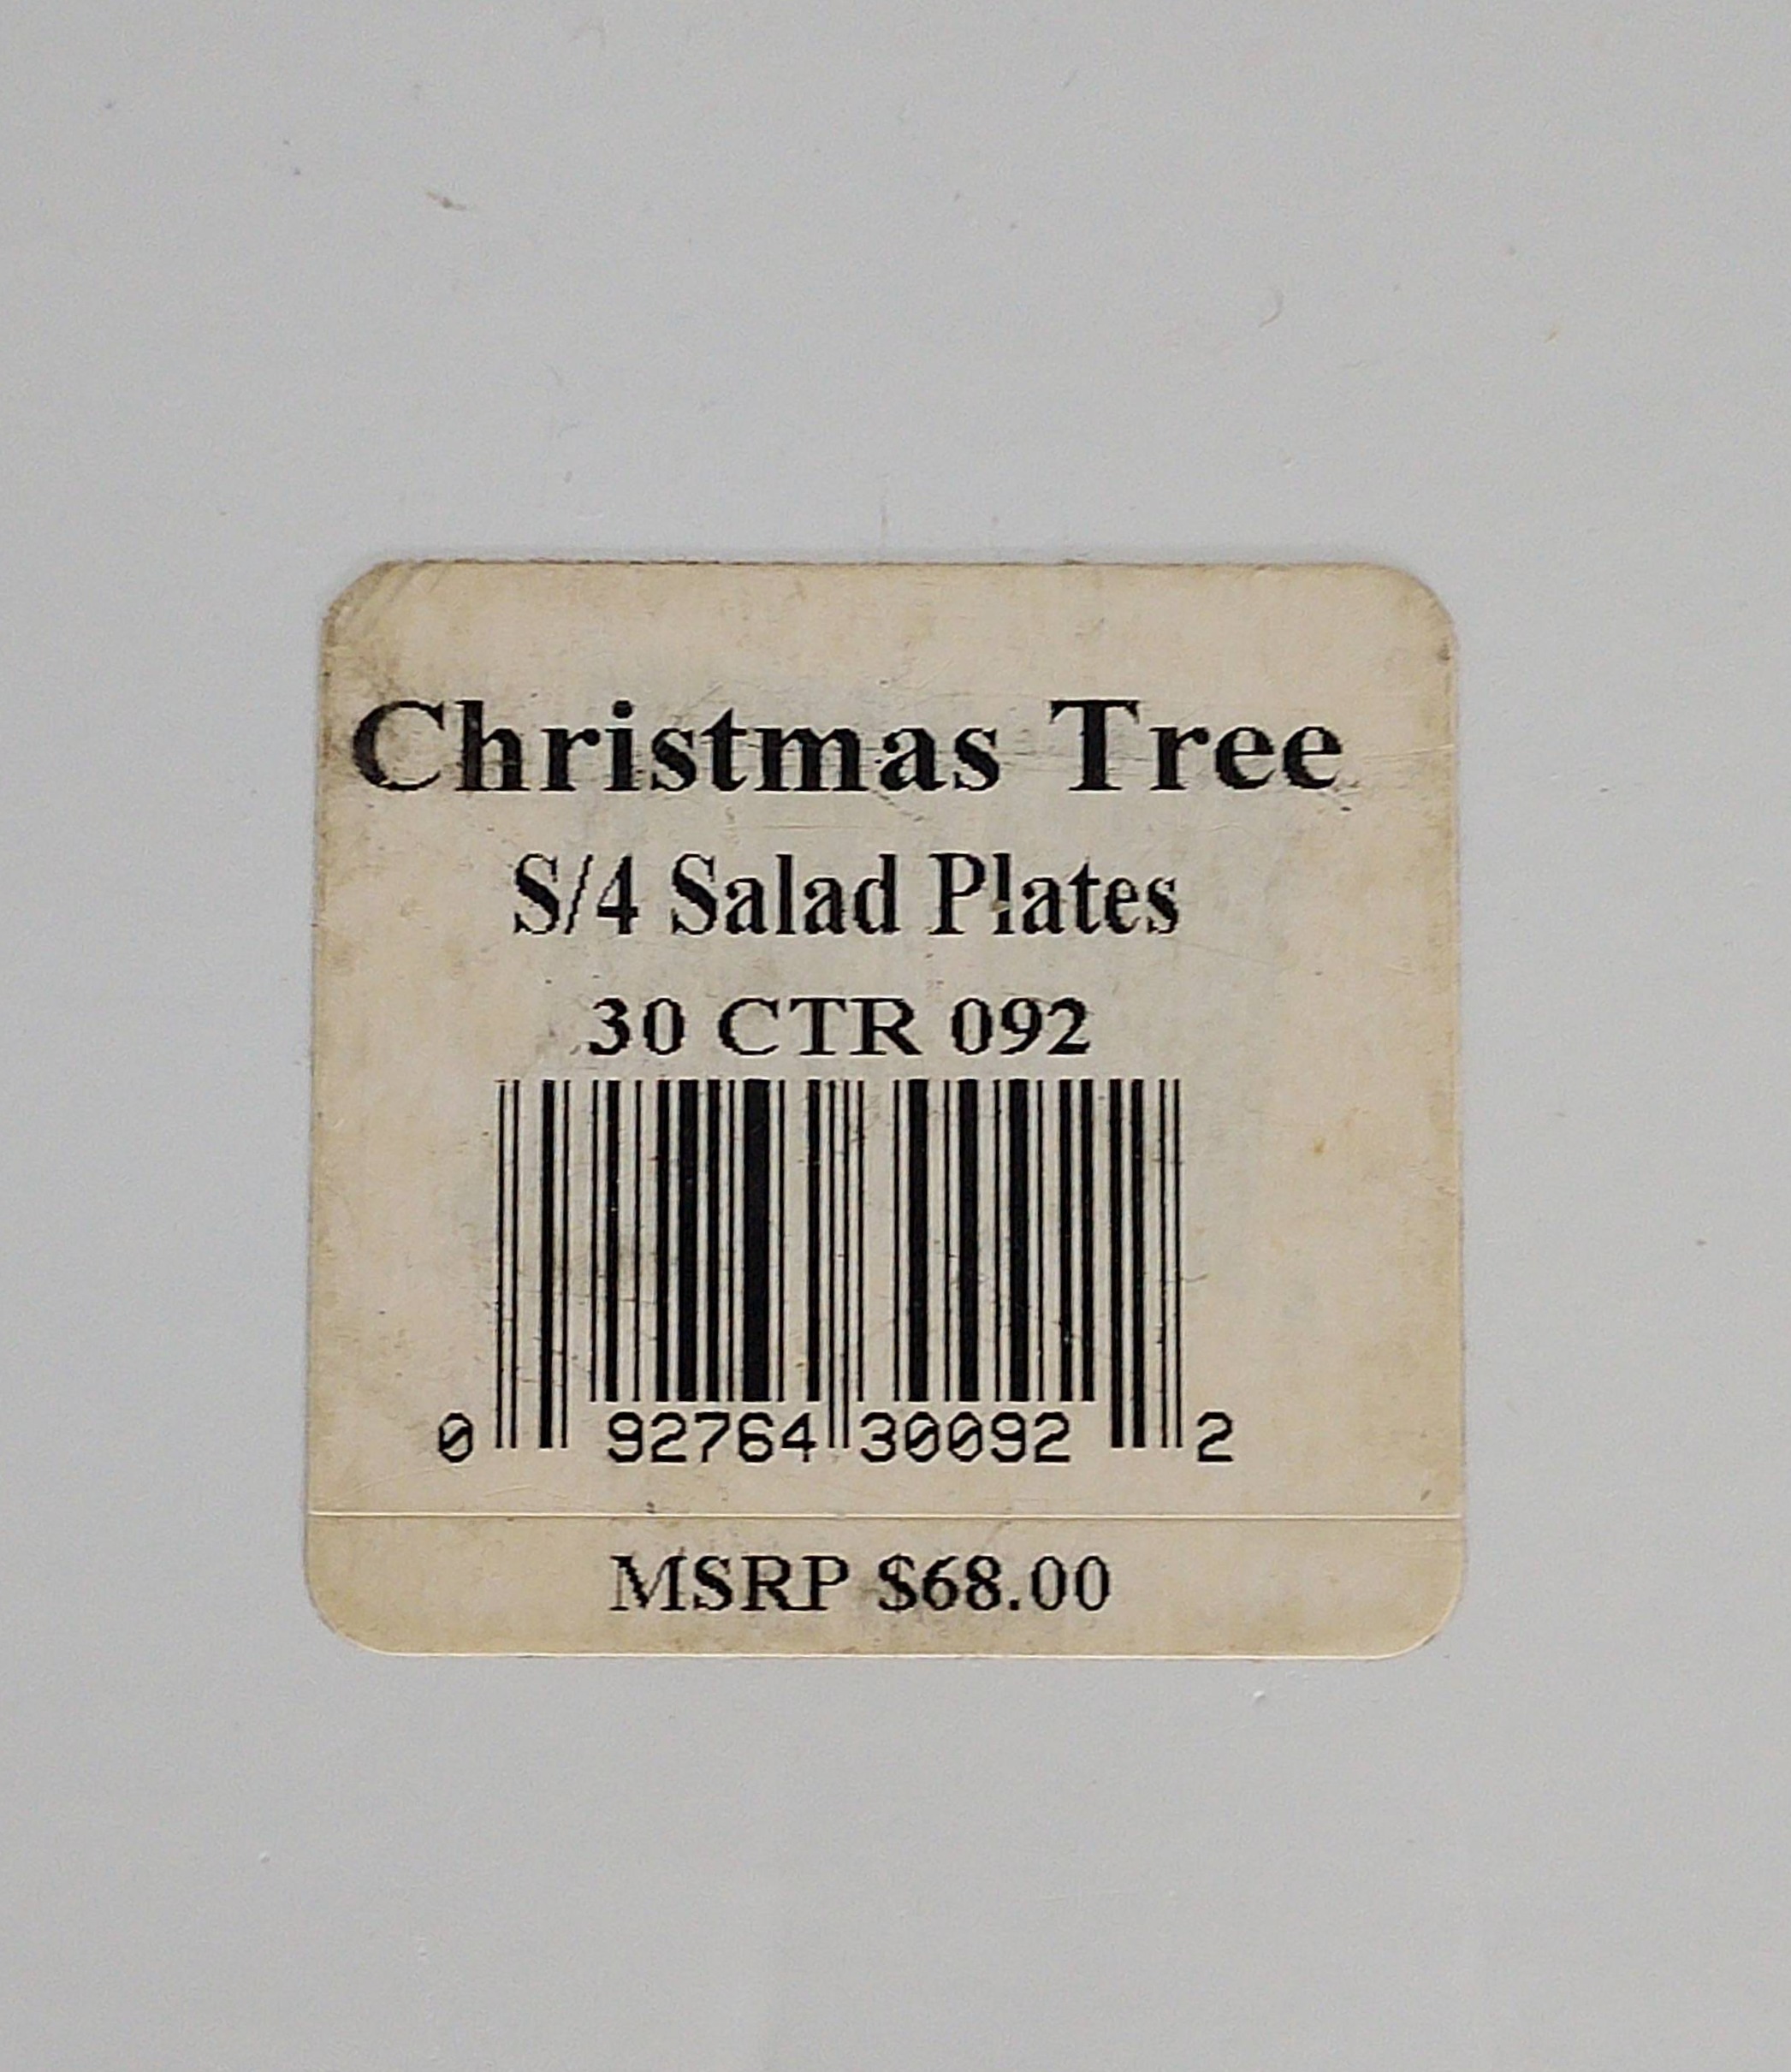 Christmas Tree
S/4 Salad Plates
30 CTR 092
0 92764 30092 2
MSRP $68.00